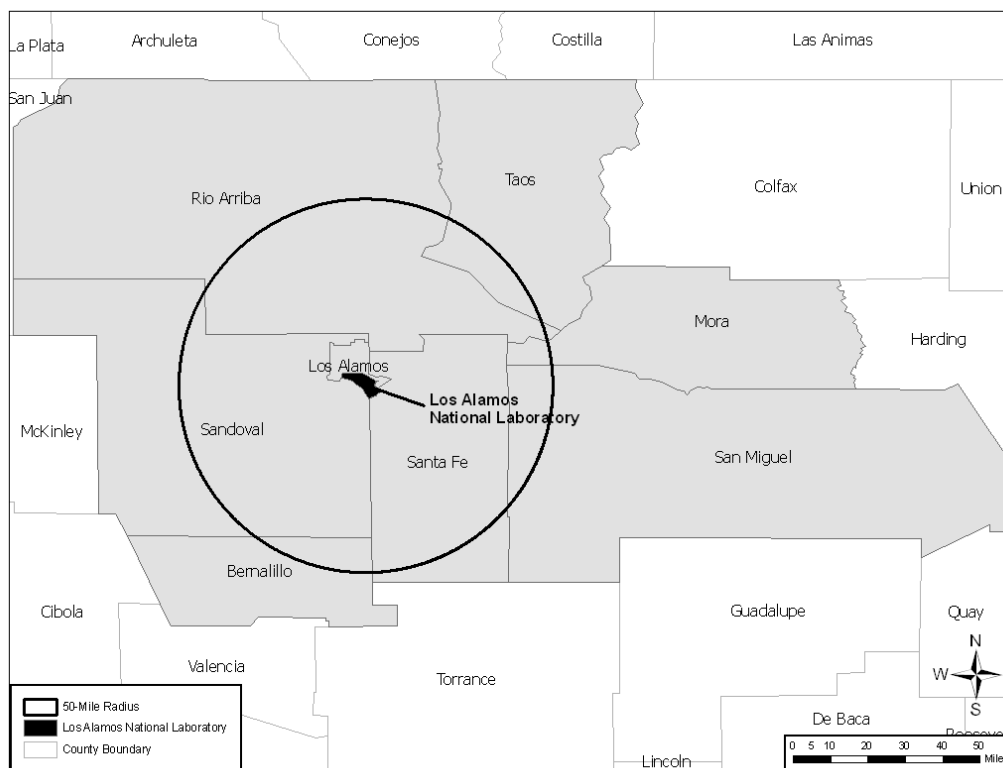 La Plata
Archuleta
Conejos
Costilla
Las Animas
San Juan
Rio Arriba
Taos
Colfax
Union
Mora
Harding
Los Alamos
Los Alamos
National Laboratory
McKinley
Sandoval
Santa Fe
San Miguel
Bernalillo
Cibola
Guadalupe
Quay
Valencia
Torrance
De Baca
Lincoln
N
W
S
50-Mile Radius
Los Alamos National Laboratory
County Boundary
0 5 10 20 30 40 50
Mile